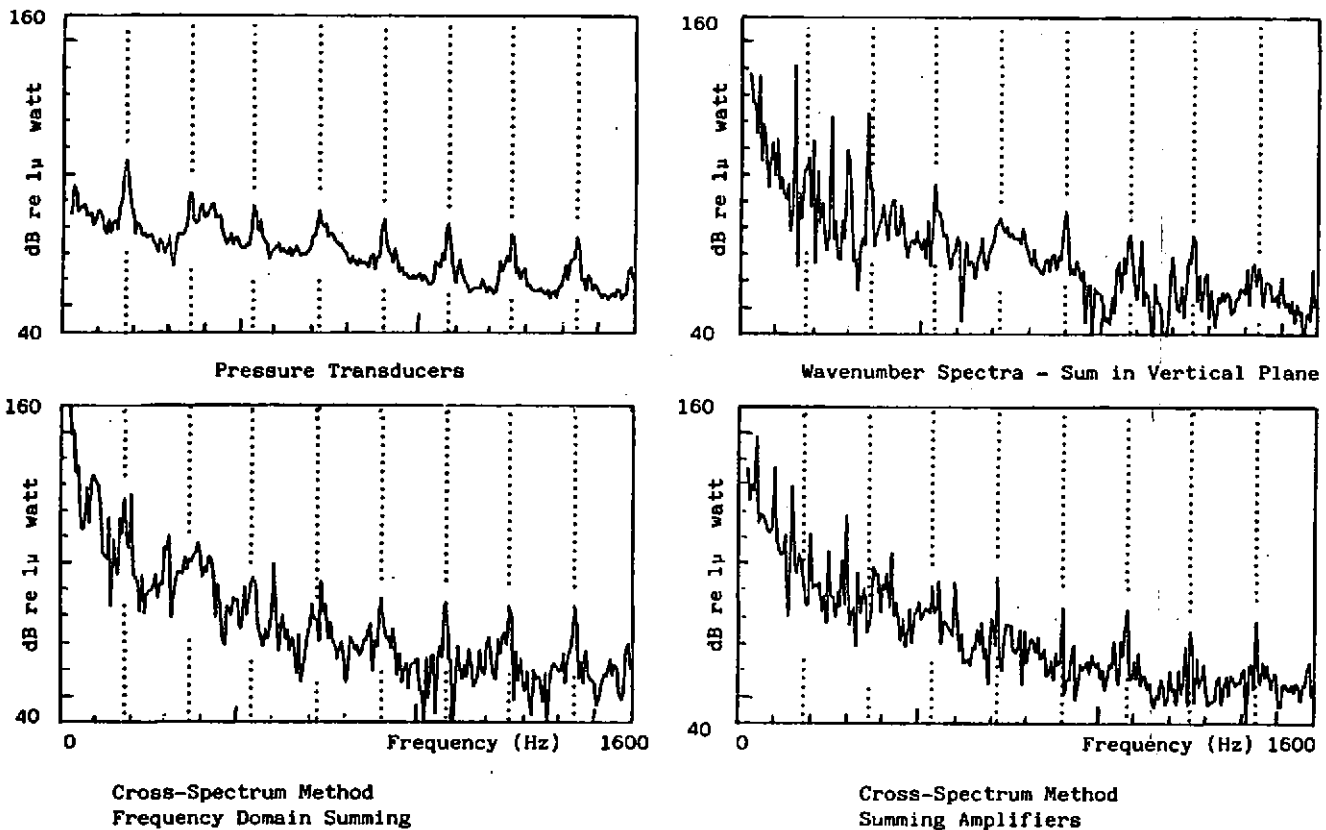 160
dB re 1μ watt
40
Pressure Transducers
160
dB re 1μ watt
40
Wavenumber Spectra - Sum in Vertical Plane
160
dB re 1μ watt
40
0 Frequency (Hz) 1600
Cross-Spectrum Method
Frequency Domain Summing
160
dB re 1μ watt
40
0 Frequency (Hz) 1600
Cross-Spectrum Method
Summing Amplifiers